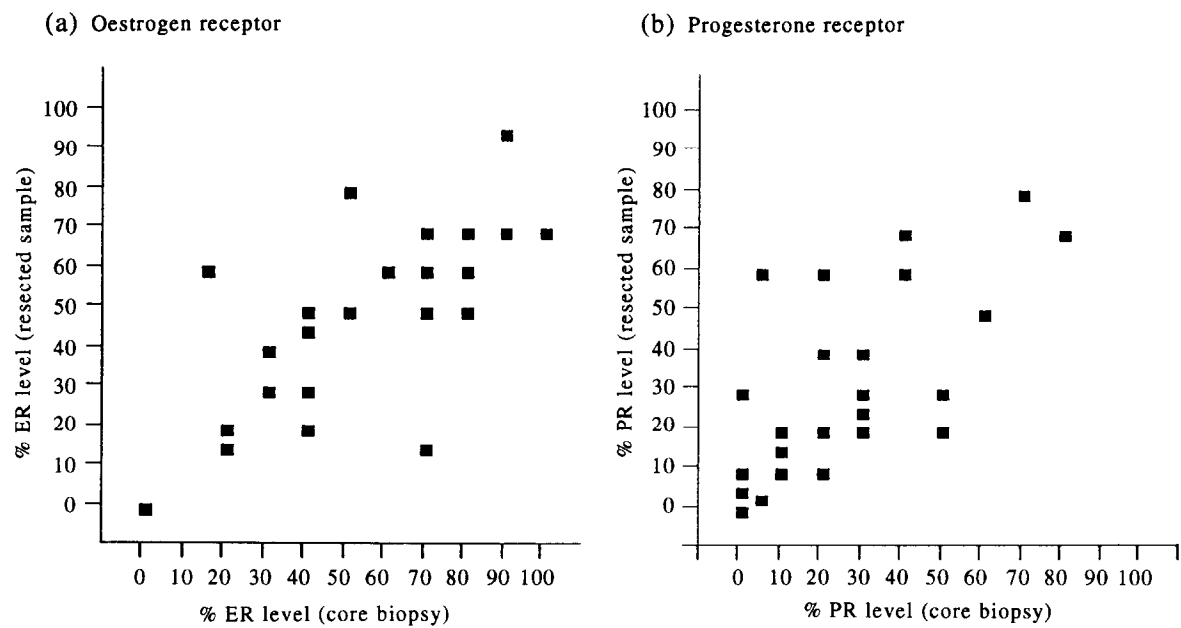 (a) Oestrogen receptor
% ER level (resected sample)
100
90
80
70
60
50
40
30
20
10
0
0 10 20 30 40 50 60 70 80 90 100
% ER level (core biopsy)
(b) Progesterone receptor
% PR level (resected sample)
100
90
80
70
60
50
40
30
20
10
0
0 10 20 30 40 50 60 70 80 90 100
% PR level (core biopsy)